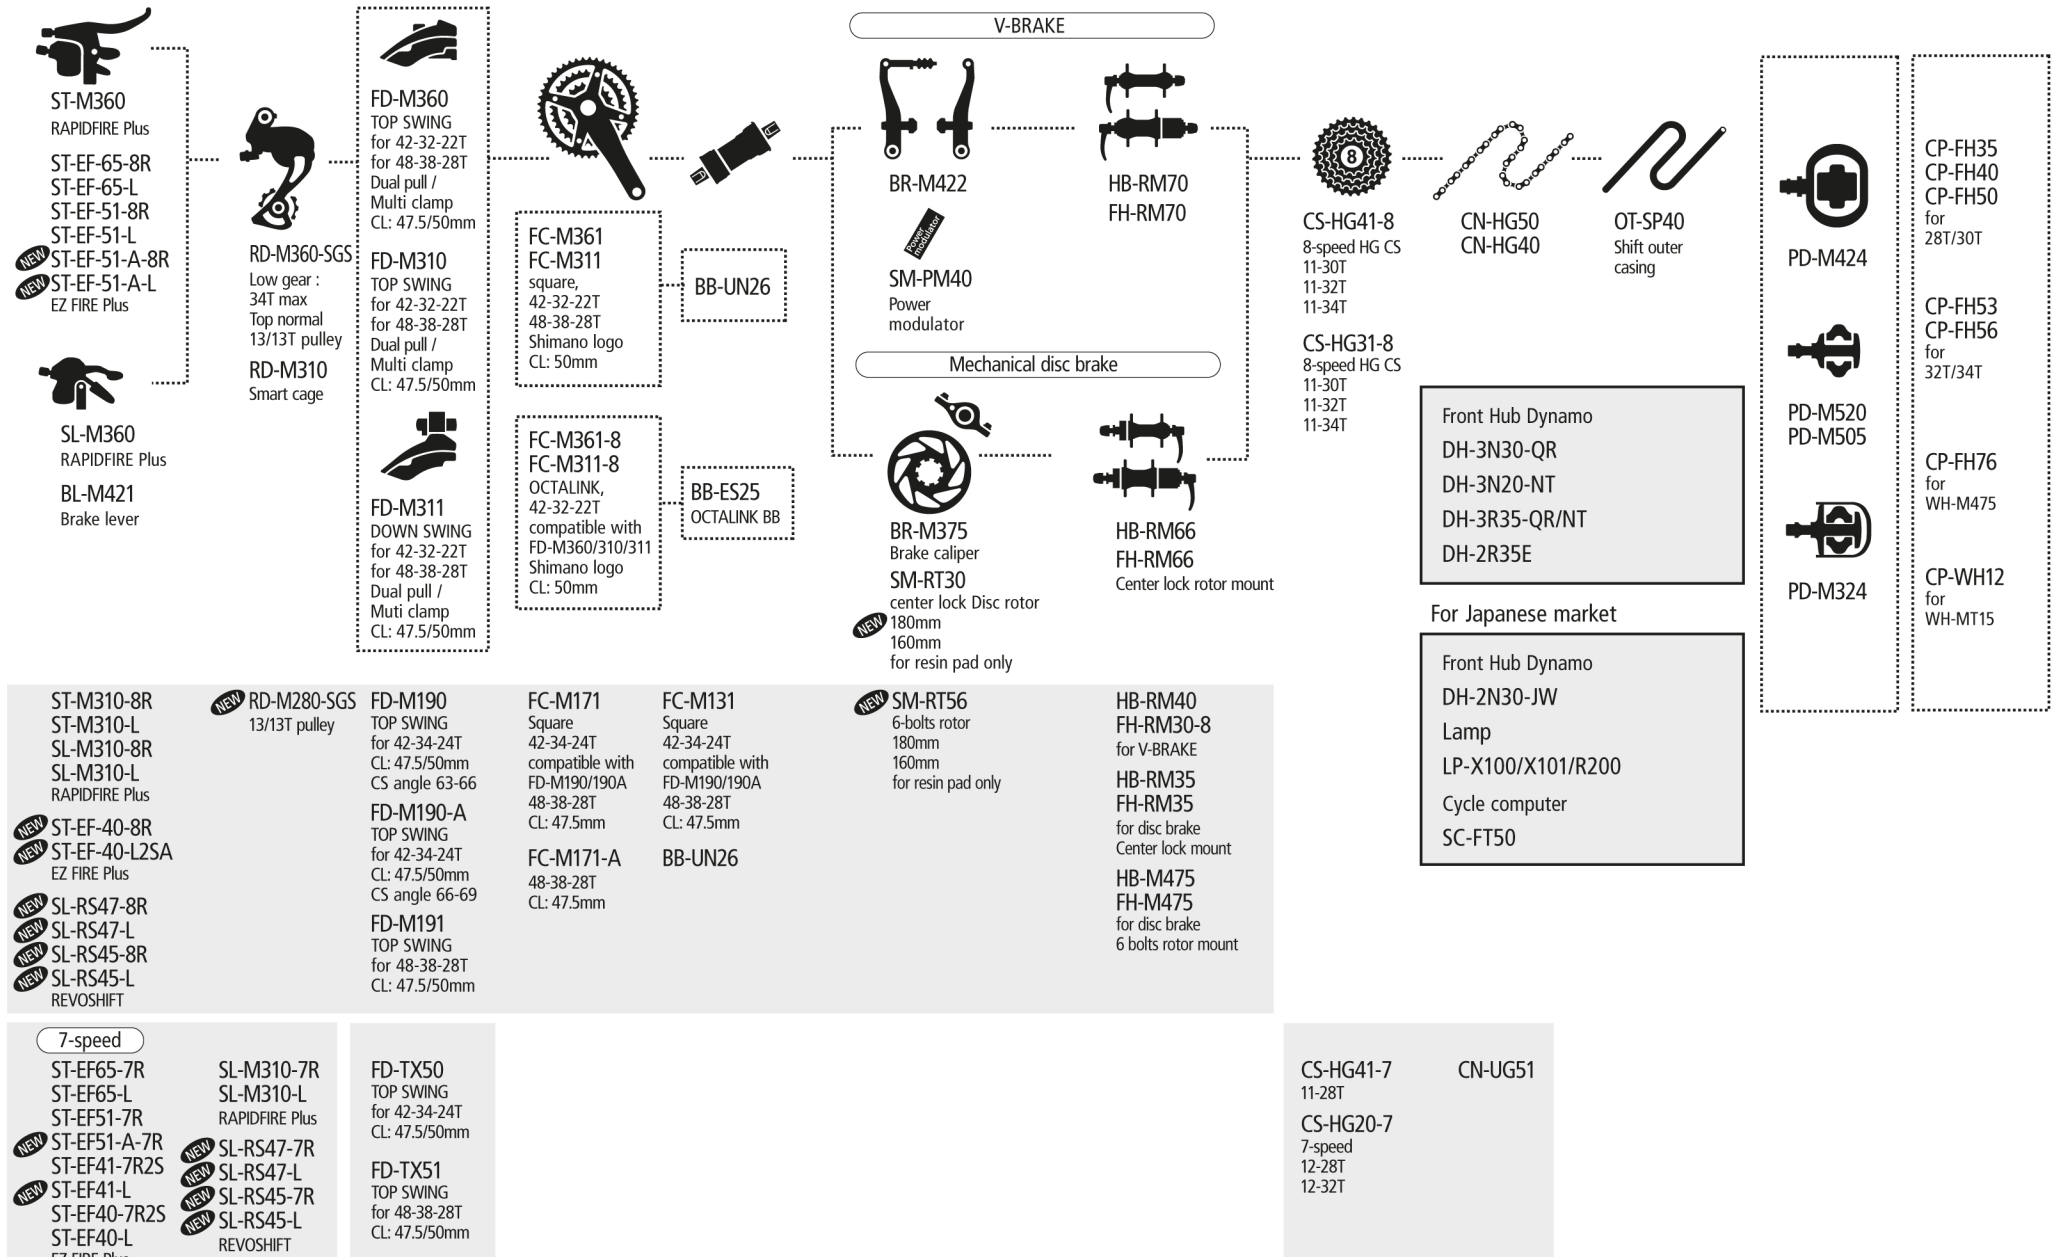 ST-M360
RAPIDFIRE Plus
ST-EF-65-8R
ST-EF-65-L
ST-EF-51-8R
ST-EF-51-L
NEW ST-EF-51-A-8R
NEW ST-EF-51-A-L
EZ FIRE Plus
SL-M360
RAPIDFIRE Plus
BL-M421
Brake lever
RD-M360-SGS
Low gear :
34T max
Top normal
13/13T pulley
RD-M310
Smart cage
FD-M360
TOP SWING
for 42-32-22T
for 48-38-28T
Dual pull /
Multi clamp
CL: 47.5/50mm
FD-M310
TOP SWING
for 42-32-22T
for 48-38-28T
Dual pull /
Multi clamp
CL: 47.5/50mm
FD-M311
DOWN SWING
for 42-32-22T
for 48-38-28T
Dual pull /
Muti clamp
CL: 47.5/50mm
FC-M361
FC-M311
square,
42-32-22T
48-38-28T
Shimano logo
CL: 50mm
BB-UN26
FC-M361-8
FC-M311-8
OCTALINK,
42-32-22T
compatible with
FD-M360/310/311
Shimano logo
CL: 50mm
BB-ES25
OCTALINK BB
V-BRAKE
BR-M422
Power
modulator
SM-PM40
Power
modulator
HB-RM70
FH-RM70
Mechanical disc brake
BR-M375
Brake caliper
SM-RT30
center lock Disc rotor
NEW 180mm
160mm
for resin pad only
HB-RM66
FH-RM66
Center lock rotor mount
8
CS-HG41-8
8-speed HG CS
11-30T
11-32T
11-34T
CS-HG31-8
8-speed HG CS
11-30T
11-32T
11-34T
CN-HG50
CN-HG40
OT-SP40
Shift outer
casing
Front Hub Dynamo
DH-3N30-QR
DH-3N20-NT
DH-3R35-QR/NT
DH-2R35E
For Japanese market
Front Hub Dynamo
DH-2N30-JW
Lamp
LP-X100/X101/R200
Cycle computer
SC-FT50
PD-M424
PD-M520
PD-M505
PD-M324
CP-FH35
CP-FH40
CP-FH50
for
28T/30T
CP-FH53
CP-FH56
for
32T/34T
CP-FH76
for
WH-M475
CP-WH12
for
WH-MT15
ST-M310-8R
ST-M310-L
SL-M310-8R
SL-M310-L
RAPIDFIRE Plus
NEW ST-EF-40-8R
NEW ST-EF-40-L2SA
EZ FIRE Plus
NEW SL-RS47-8R
NEW SL-RS47-L
NEW SL-RS45-8R
NEW SL-RS45-L
REVOSHIFT
NEW RD-M280-SGS
13/13T pulley
FD-M190
TOP SWING
for 42-34-24T
CL: 47.5/50mm
CS angle 63-66
FD-M190-A
TOP SWING
for 42-34-24T
CL: 47.5/50mm
CS angle 66-69
FD-M191
TOP SWING
for 48-38-28T
CL: 47.5/50mm
FC-M171
Square
42-34-24T
compatible with
FD-M190/190A
48-38-28T
CL: 47.5mm
FC-M171-A
48-38-28T
CL: 47.5mm
FC-M131
Square
42-34-24T
compatible with
FD-M190/190A
48-38-28T
CL: 47.5mm
BB-UN26
NEW SM-RT56
6-bolts rotor
180mm
160mm
for resin pad only
HB-RM40
FH-RM30-8
for V-BRAKE
HB-RM35
FH-RM35
for disc brake
Center lock mount
HB-M475
FH-M475
for disc brake
6 bolts rotor mount
7-speed
ST-EF65-7R
ST-EF65-L
ST-EF51-7R
NEW ST-EF51-A-7R
ST-EF41-7R2S
NEW ST-EF41-L
ST-EF40-7R2S
ST-EF40-L
EZ FIRE Plus
SL-M310-7R
SL-M310-L
RAPIDFIRE Plus
NEW SL-RS47-7R
NEW SL-RS47-L
NEW SL-RS45-7R
NEW SL-RS45-L
REVOSHIFT
FD-TX50
TOP SWING
for 42-34-24T
CL: 47.5/50mm
FD-TX51
TOP SWING
for 48-38-28T
CL: 47.5/50mm
CS-HG41-7
11-28T
CS-HG20-7
7-speed
12-28T
12-32T
CN-UG51